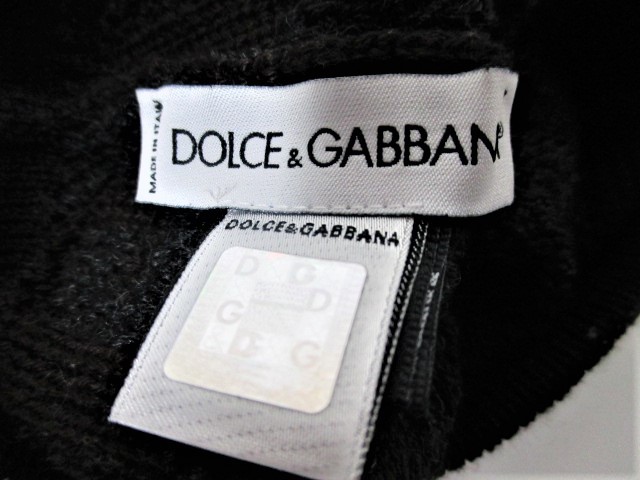 MADE IN ITALY
DOLCE & GABBAN
DOLCE&GABBANA
D G
G D
& D G